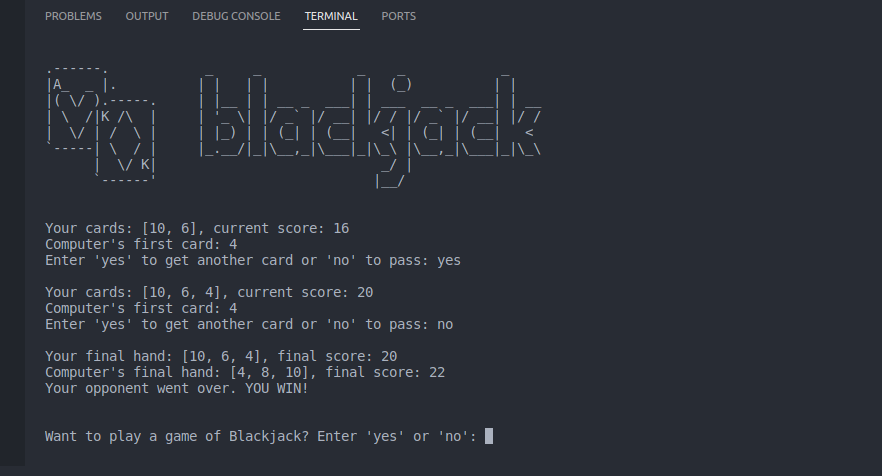 PROBLEMS OUTPUT DEBUG CONSOLE TERMINAL PORTS
A
K
K
blackjack
Your cards: [10, 6], current score: 16
Computer's first card: 4
Enter 'yes' to get another card or 'no' to pass: yes
Your cards: [10, 6, 4], current score: 20
Computer's first card: 4
Enter 'yes' to get another card or 'no' to pass: no
Your final hand: [10, 6, 4], final score: 20
Computer's final hand: [4, 8, 10], final score: 22
Your opponent went over. YOU WIN!
Want to play a game of Blackjack? Enter 'yes' or 'no':